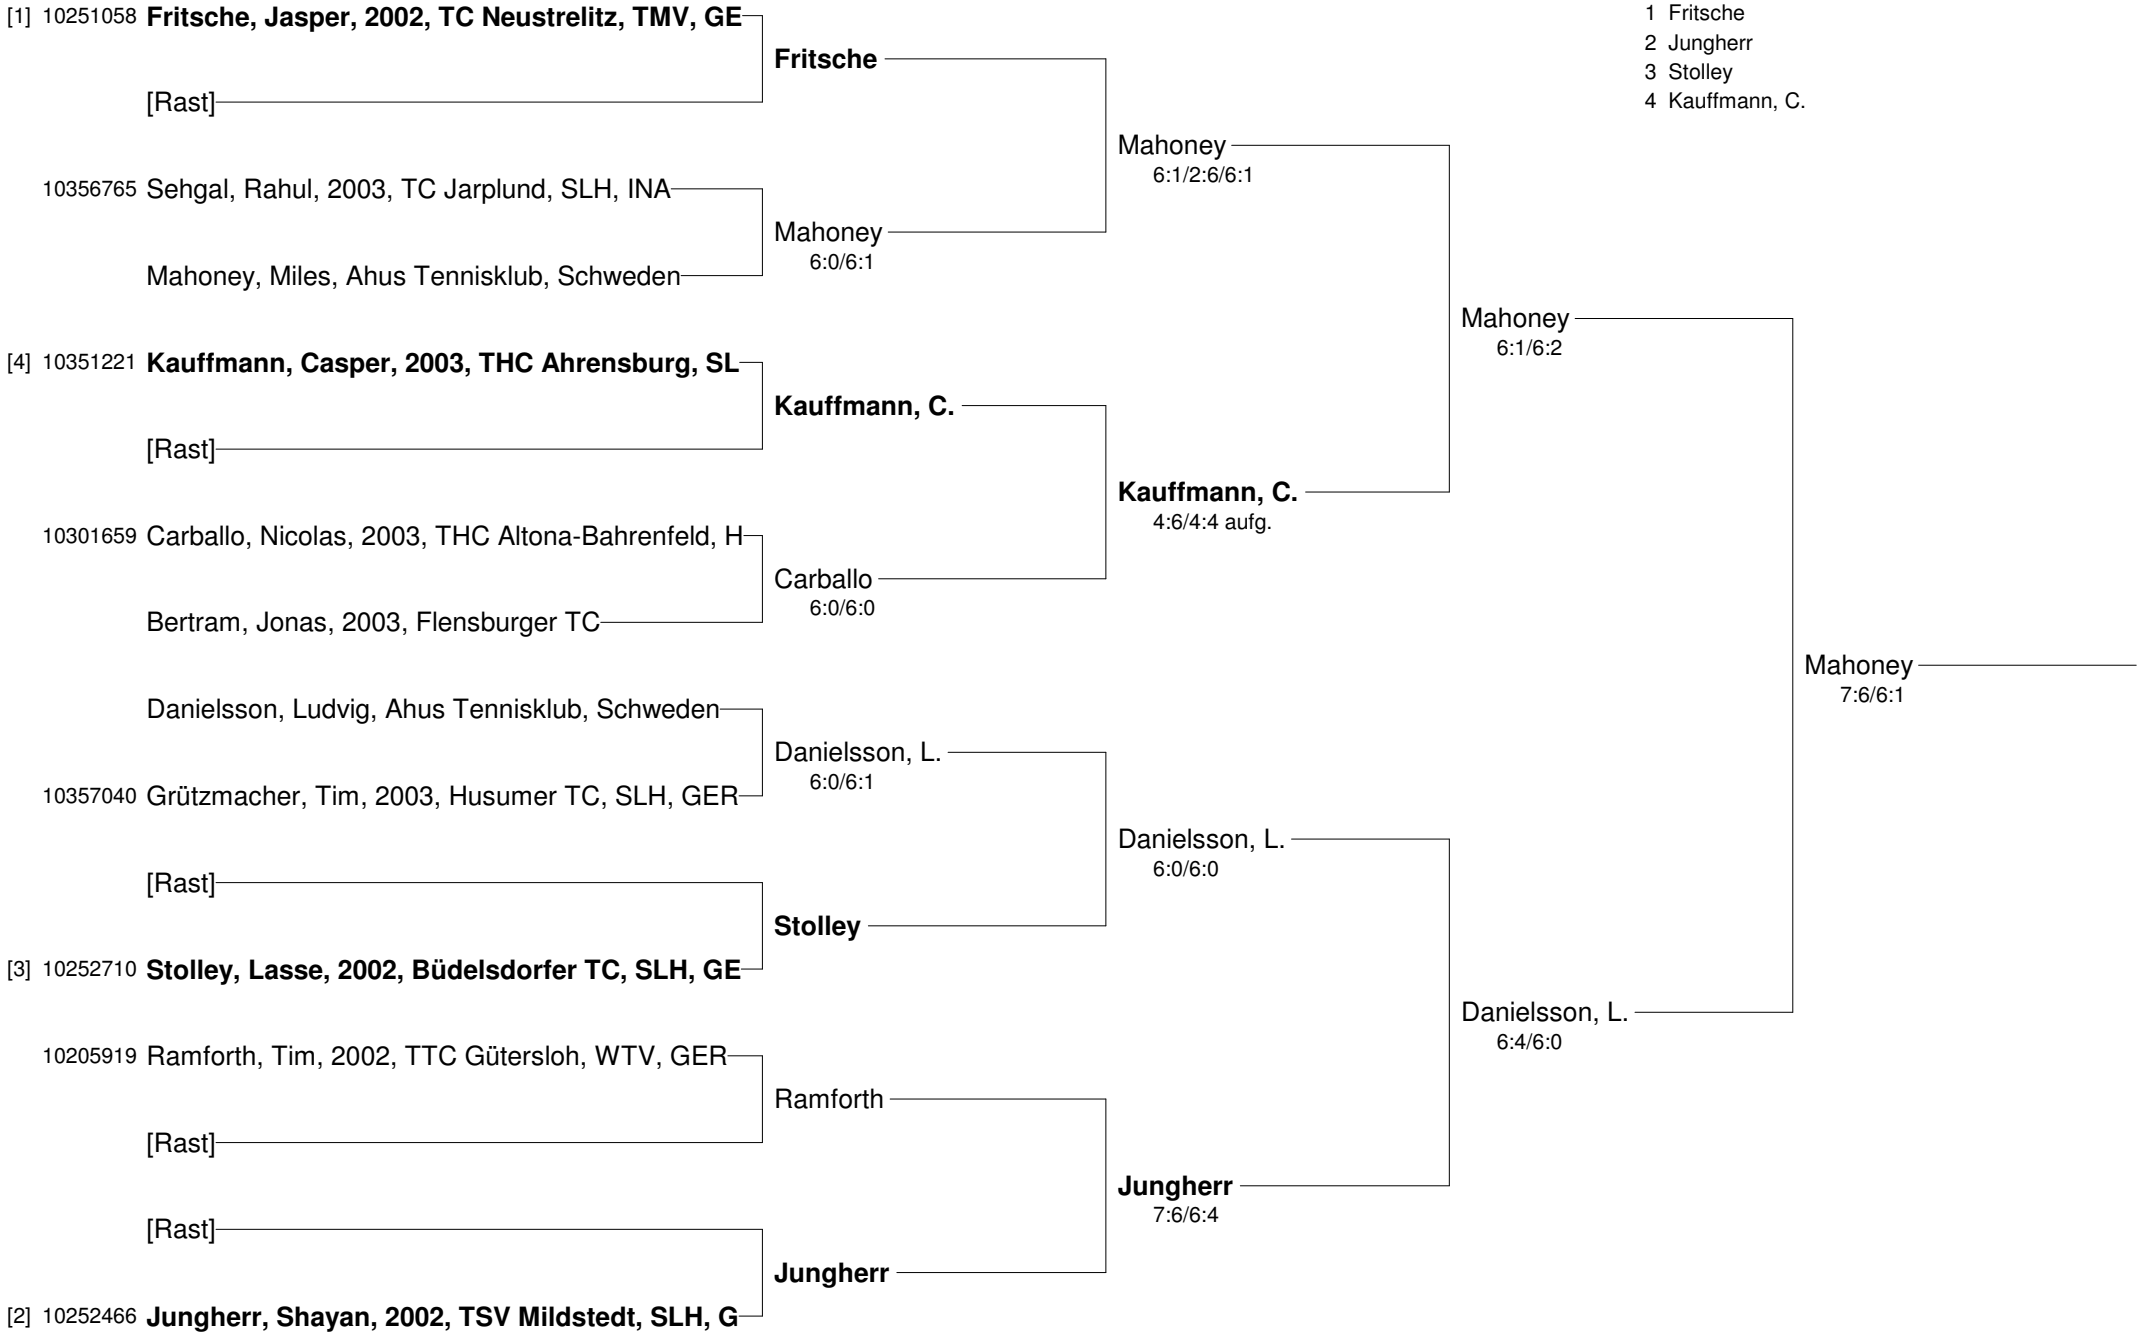 [1] 10251058 Fritsche, Jasper, 2002, TC Neustrelitz, TMV, GE
[Rast]
10356765 Sehgal, Rahul, 2003, TC Jarplund, SLH, INA
Mahoney, Miles, Ahus Tennisklub, Schweden
[4] 10351221 Kauffmann, Casper, 2003, THC Ahrensburg, SL
[Rast]
10301659 Carballo, Nicolas, 2003, THC Altona-Bahrenfeld, H
Bertram, Jonas, 2003, Flensburger TC
Danielsson, Ludvig, Ahus Tennisklub, Schweden
10357040 Grützmacher, Tim, 2003, Husumer TC, SLH, GER
[Rast]
[3] 10252710 Stolley, Lasse, 2002, Büdelsdorfer TC, SLH, GE
10205919 Ramforth, Tim, 2002, TTC Gütersloh, WTV, GER
[Rast]
[Rast]
[2] 10252466 Jungherr, Shayan, 2002, TSV Mildstedt, SLH, G
Fritsche
Mahoney
6:0/6:1
Kauffmann, C.
Carballo
6:0/6:0
Danielsson, L.
6:0/6:1
Stolley
Ramforth
Jungherr
Mahoney
6:1/2:6/6:1
Kauffmann, C.
4:6/4:4 aufg.
Danielsson, L.
6:0/6:0
Jungherr
7:6/6:4
Mahoney
6:1/6:2
Danielsson, L.
6:4/6:0
Mahoney
7:6/6:1
1 Fritsche
2 Jungherr
3 Stolley
4 Kauffmann, C.